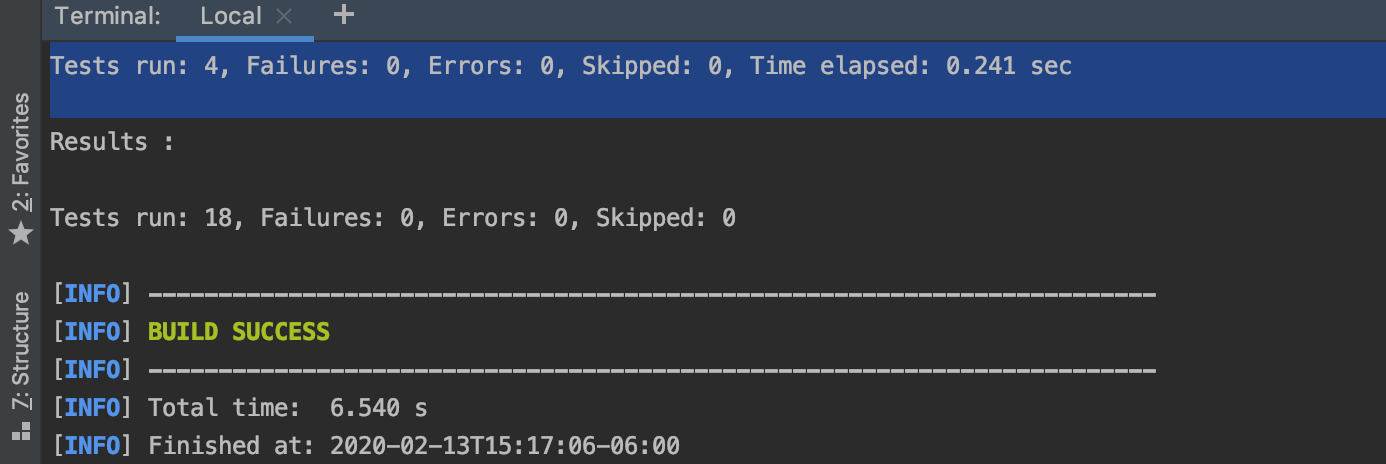 Terminal: Local × +
Tests run: 4, Failures: 0, Errors: 0, Skipped: 0, Time elapsed: 0.241 sec
Results :
Tests run: 18, Failures: 0, Errors: 0, Skipped: 0
[INFO] ------------------------------------------------------------------------
[INFO] BUILD SUCCESS
[INFO] ------------------------------------------------------------------------
[INFO] Total time:  6.540 s
[INFO] Finished at: 2020-02-13T15:17:06-06:00
2: Favorites
7: Structure